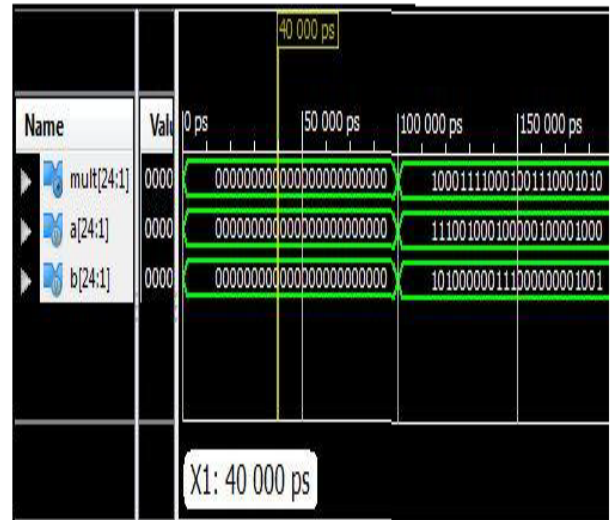 40 000 ps
Name Valu 0 ps 50 000 ps 100 000 ps 150 000 ps
mult[24:1] 0000 000000000000000000000000 100011110001001110001010
a[24:1] 0000 000000000000000000000000 111001000100000100001000
b[24:1] 0000 000000000000000000000000 101000000111000000001001
X1: 40 000 ps